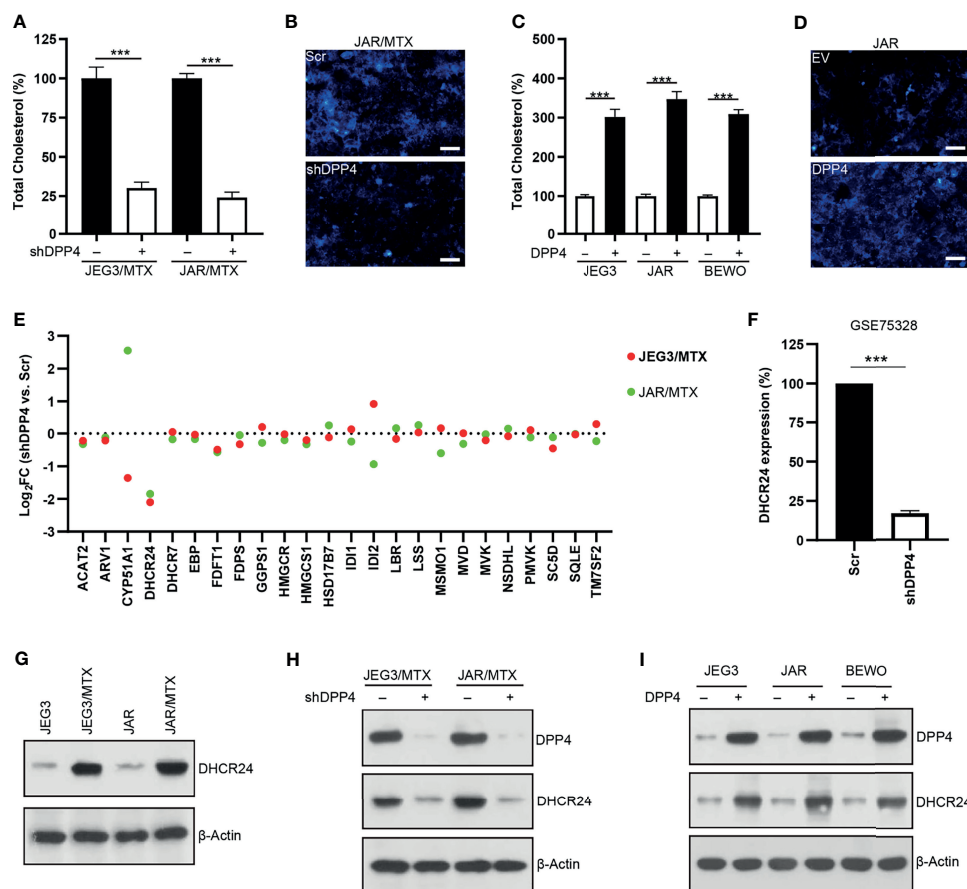 A
125
100
75
50
25
0
Total Cholesterol (%)
***
***
shDPP4
–
+
–
+
JEG3/MTX
JAR/MTX
B
JAR/MTX
Scr
shDPP4
C
500
400
300
200
100
0
Total Cholesterol (%)
***
***
***
DPP4
–
+
–
+
–
+
JEG3
JAR
BEWO
D
JAR
EV
DPP4
E
3
2
1
0
-1
-2
-3
Log2FC (shDPP4 vs. Scr)
JEG3/MTX
JAR/MTX
ACAT2
ARV1
CYP51A1
DHCR24
DHCR7
EBP
FDFT1
FDPS
GGPS1
HMGCR
HMGCS1
HSD17B7
IDI1
IDI2
LBR
LSS
MSMO1
MVD
MVK
NSDHL
PMVK
SC5D
SQLE
TM7SF2
F
GSE75328
125
100
75
50
25
0
DHCR24 expression (%)
***
Scr
shDPP4
G
JEG3
JEG3/MTX
JAR
JAR/MTX
DHCR24
β-Actin
H
JEG3/MTX
JAR/MTX
shDPP4
–
+
–
+
DPP4
DHCR24
β-Actin
I
JEG3
JAR
BEWO
DPP4
–
+
–
+
–
+
DPP4
DHCR24
β-Actin